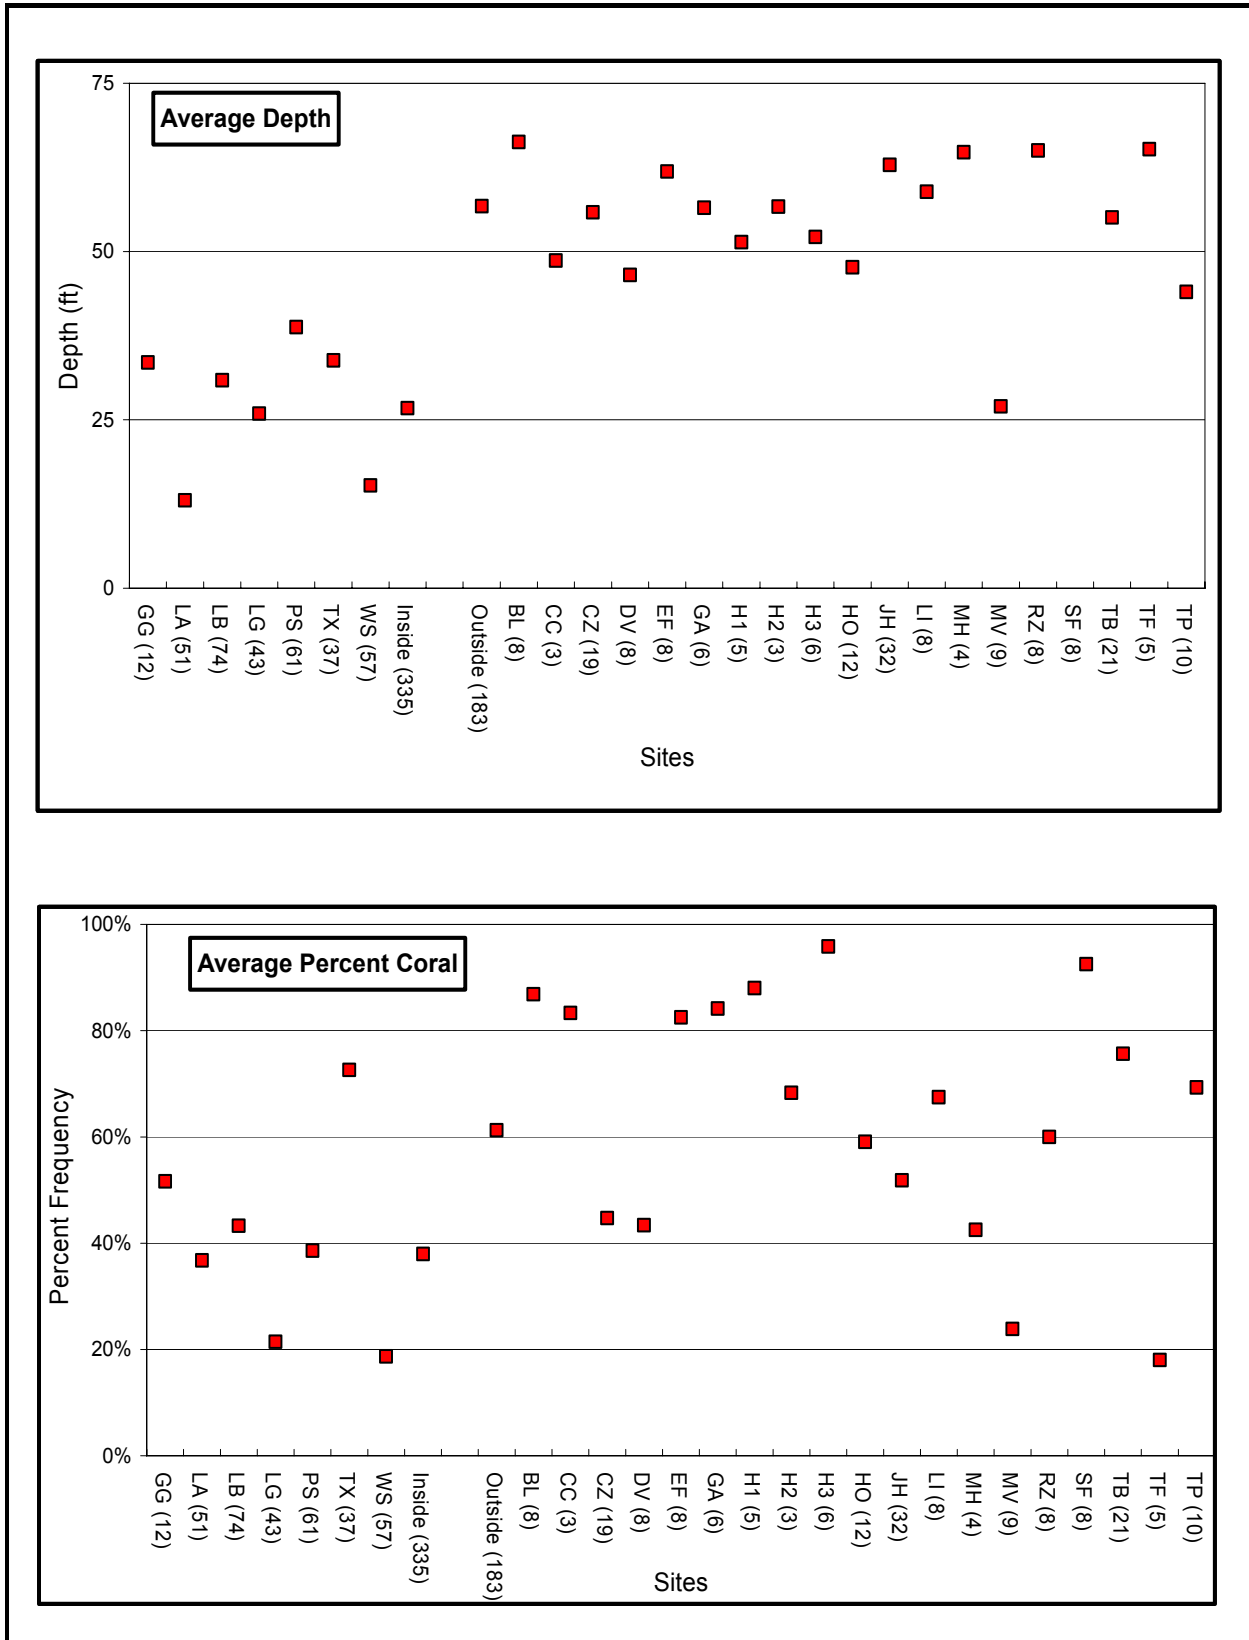 Average Depth
75
50
25
0
Depth (ft)
GG (12)
LA (51)
LB (74)
LG (43)
PS (61)
TX (37)
WS (57)
Inside (335)
Outside (183)
BL (8)
CC (3)
CZ (19)
DV (8)
EF (8)
GA (6)
H1 (5)
H2 (3)
H3 (6)
HO (12)
JH (32)
LI (8)
MH (4)
MV (9)
RZ (8)
SF (8)
TB (21)
TF (5)
TP (10)
Sites
Average Percent Coral
100%
80%
60%
40%
20%
0%
Percent Frequency
GG (12)
LA (51)
LB (74)
LG (43)
PS (61)
TX (37)
WS (57)
Inside (335)
Outside (183)
BL (8)
CC (3)
CZ (19)
DV (8)
EF (8)
GA (6)
H1 (5)
H2 (3)
H3 (6)
HO (12)
JH (32)
LI (8)
MH (4)
MV (9)
RZ (8)
SF (8)
TB (21)
TF (5)
TP (10)
Sites